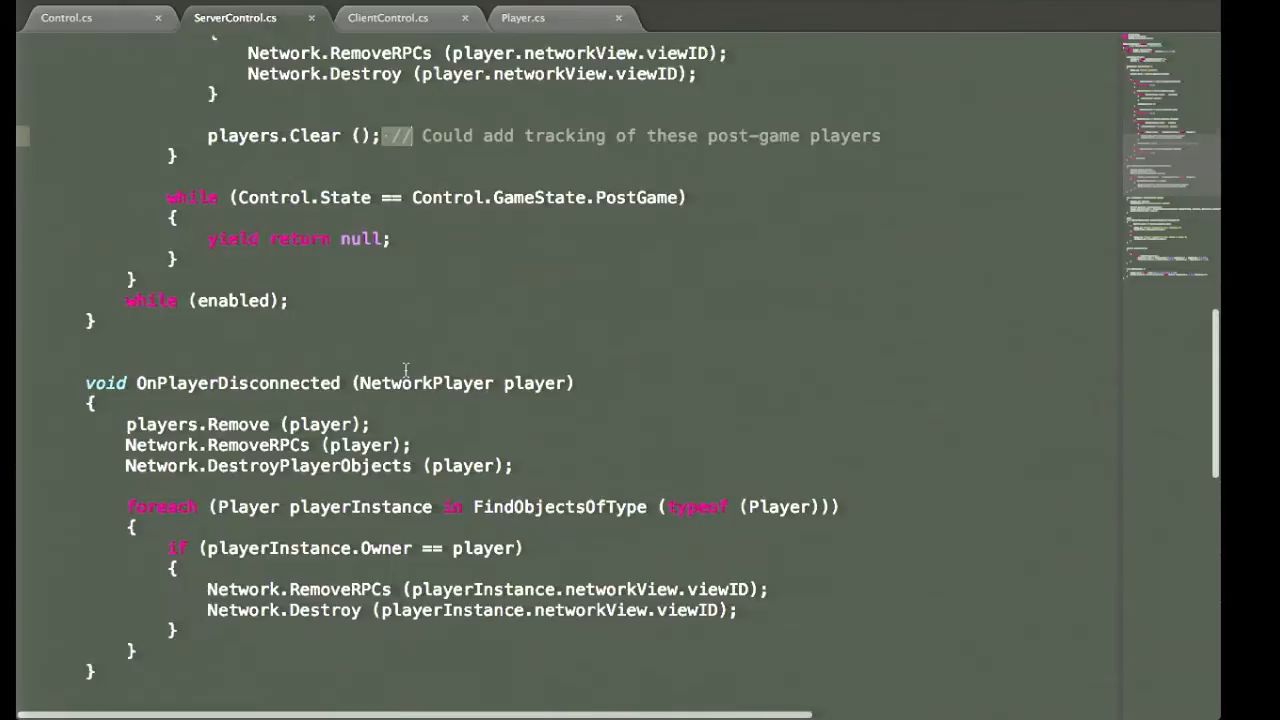 Control.cs × ServerControl.cs × ClientControl.cs × Player.cs ×
{
Network.RemoveRPCs (player.networkView.viewID);
Network.Destroy (player.networkView.viewID);
}
players.Clear (); // Could add tracking of these post-game players
}
while (Control.State == Control.GameState.PostGame)
{
yield return null;
}
}
while (enabled);
}
void OnPlayerDisconnected (NetworkPlayer player)
{
players.Remove (player);
Network.RemoveRPCs (player);
Network.DestroyPlayerObjects (player);
foreach (Player playerInstance in FindObjectsOfType (typeof (Player)))
{
if (playerInstance.Owner == player)
{
Network.RemoveRPCs (playerInstance.networkView.viewID);
Network.Destroy (playerInstance.networkView.viewID);
}
}
}